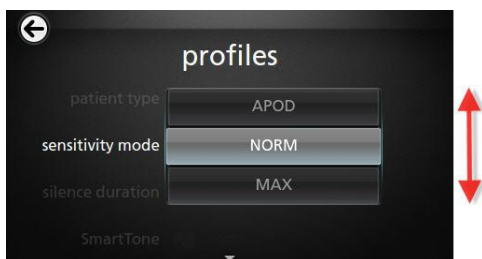 profiles
patient type
APOD
sensitivity mode
NORM
silence duration
MAX
SmartTone